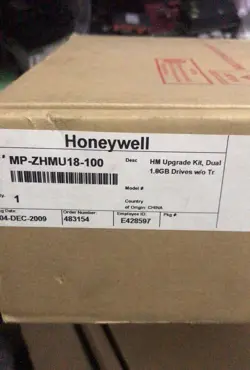 Honeywell
MP-ZHMU18-100
Desc HM Upgrade Kit, Dual
1.8GB Drives w/o Tr
Model #
1
Country
of Origin CHINA
Date: Order Number: Employee ID: Pkg #:
04-DEC-2009 483154 E428597